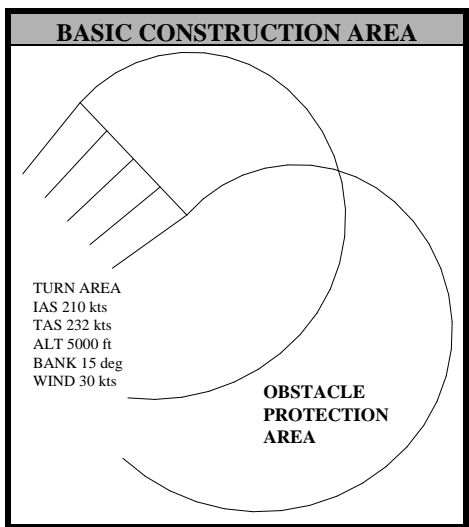 BASIC CONSTRUCTION AREA
TURN AREA
IAS 210 kts
TAS 232 kts
ALT 5000 ft
BANK 15 deg
WIND 30 kts
OBSTACLE
PROTECTION
AREA